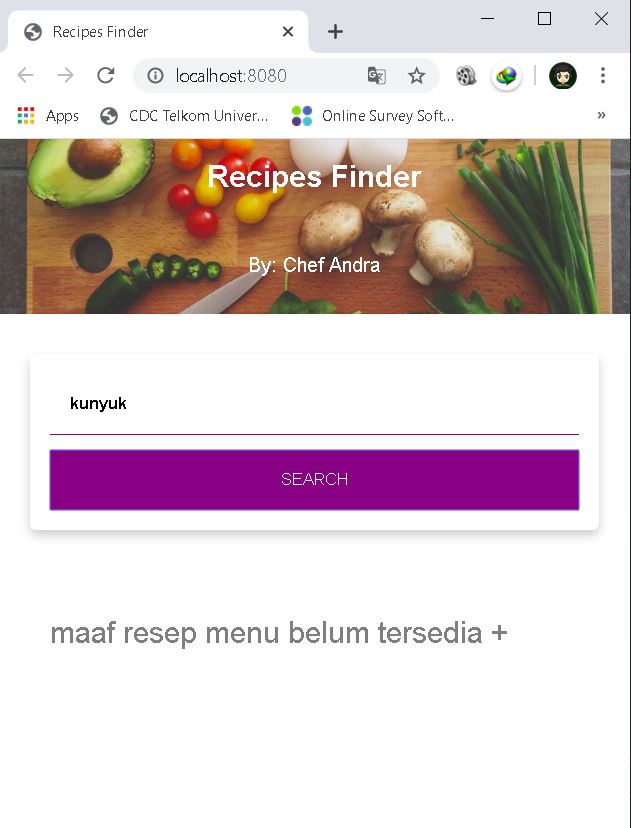 Recipes Finder
localhost:8080
Apps
CDC Telkom Univer...
Online Survey Soft...
»
Recipes Finder
By: Chef Andra
kunyuk
SEARCH
maaf resep menu belum tersedia +